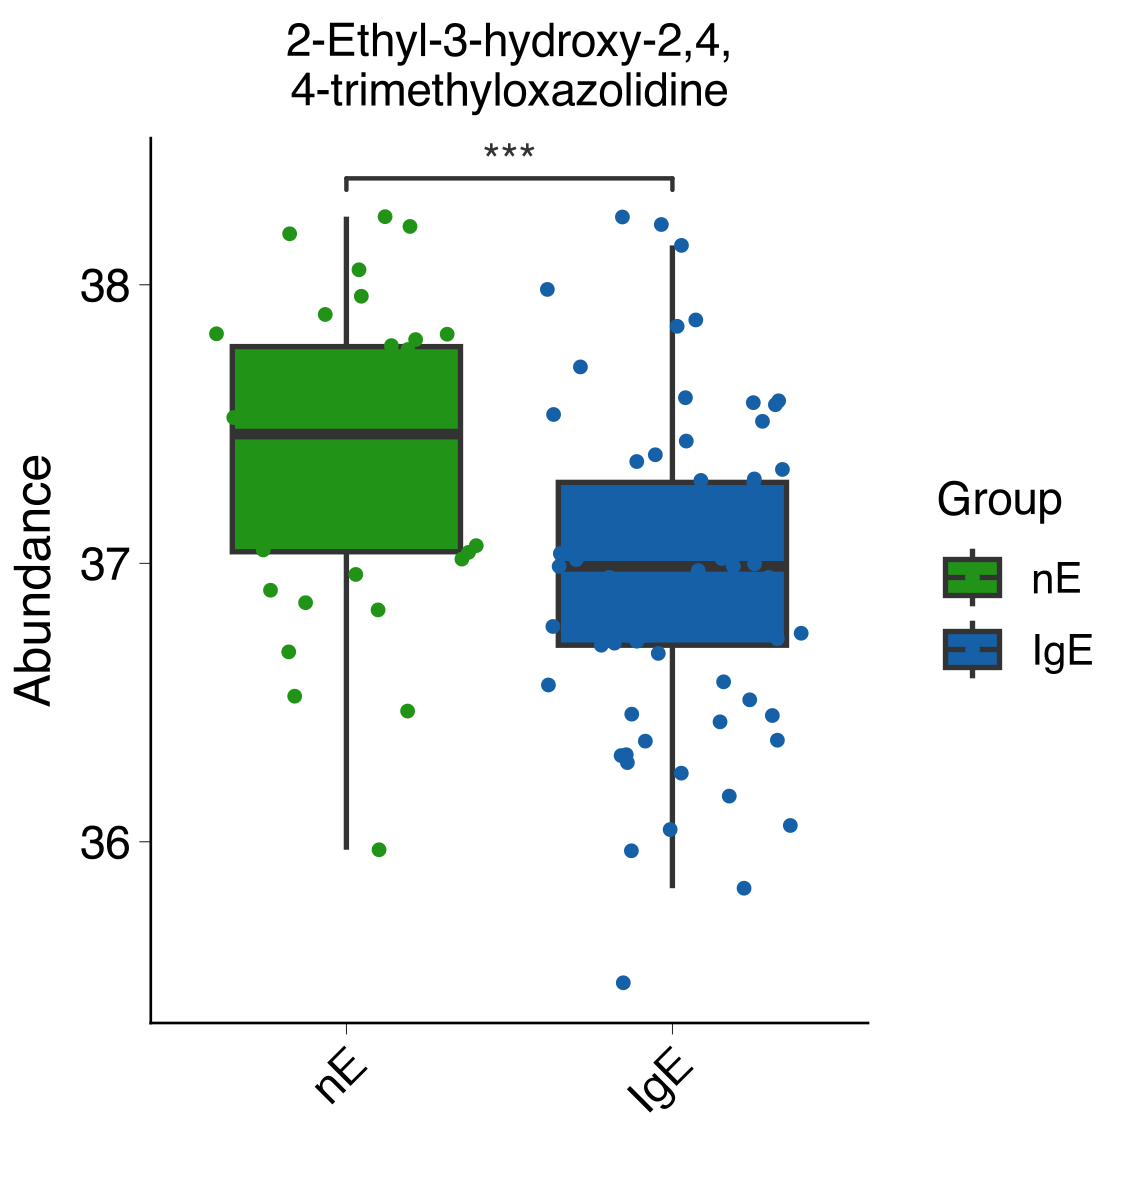 2-Ethyl-3-hydroxy-2,4,
4-trimethyloxazolidine
***
38
37
36
Abundance
nE
IgE
Group
nE
IgE